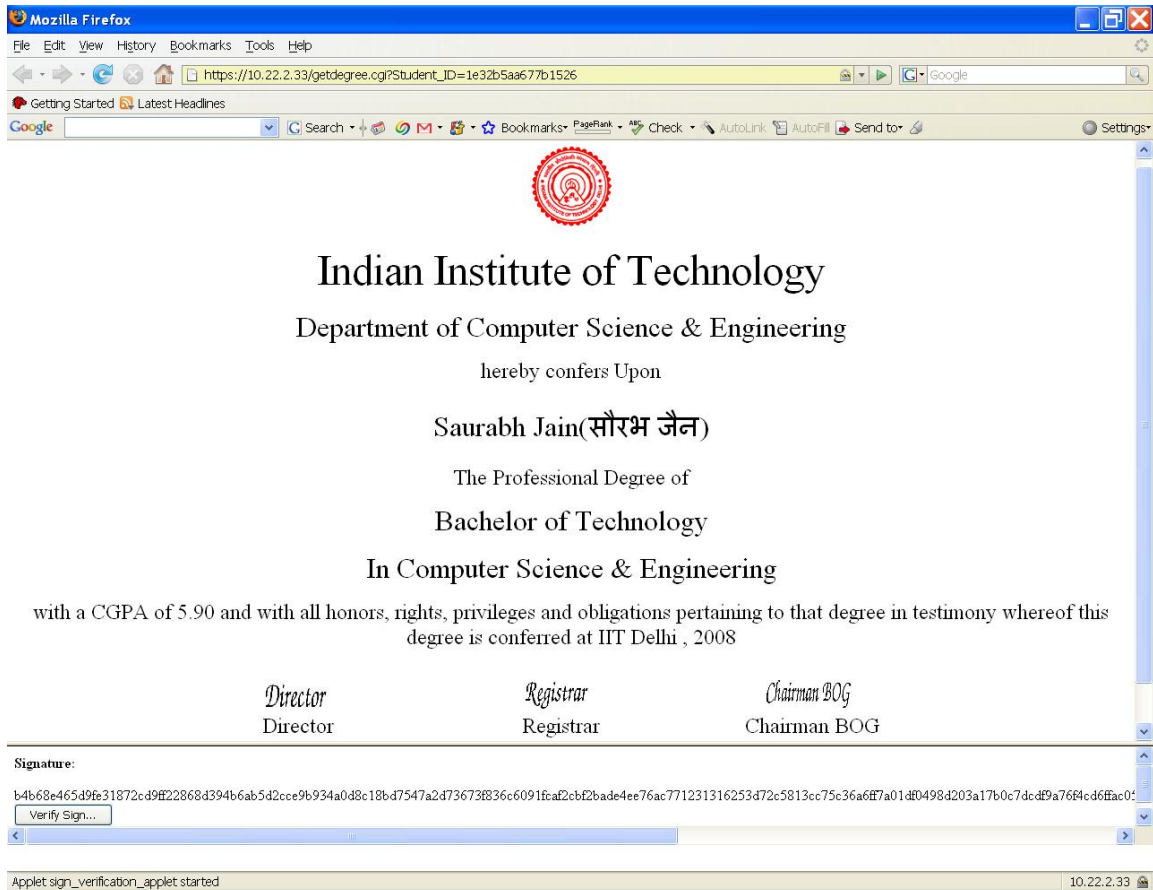 Mozilla Firefox
File Edit View History Bookmarks Tools Help
https://10.22.2.33/getdegree.cgi?Student_ID=1e32b5aa677b1526 Google
Getting Started Latest Headlines
Google Search Bookmarks PageRank Check AutoLink AutoFill Send to Settings
Indian Institute of Technology
Department of Computer Science & Engineering
hereby confers Upon
Saurabh Jain(सौरभ जैन)
The Professional Degree of
Bachelor of Technology
In Computer Science & Engineering
with a CGPA of 5.90 and with all honors, rights, privileges and obligations pertaining to that degree in testimony whereof this
degree is conferred at IIT Delhi , 2008
Director Registrar Chairman BOG
Director Registrar Chairman BOG
Signature:
b4b68e465d9fe31872cd9ff22868d394b6ab5d2cce9b934a0d8c18bd7547a2d73673f836c6091fcaf2cbf2bade4ee76ac771231316253d72c5813cc75c36a6ff7a01df0498d203a17b0c7dcdf9a76f4cd6ffac05
Verify Sign...
Applet sign_verification_applet started 10.22.2.33